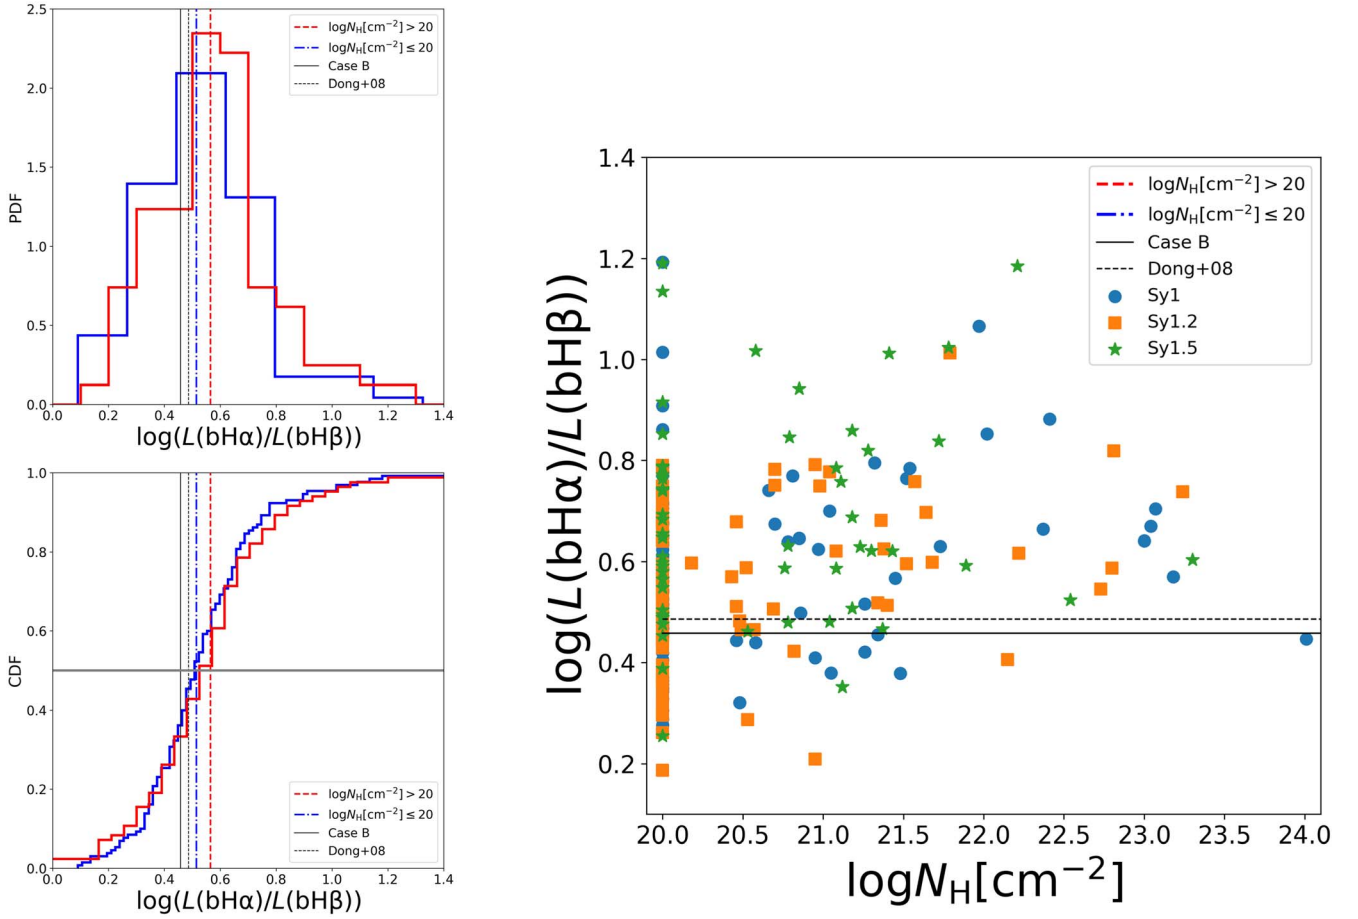 2.5
2.0
1.5
1.0
0.5
0.0
PDF
0.0 0.2 0.4 0.6 0.8 1.0 1.2 1.4
log(L(bHα)/L(bHβ))
logN_H[cm⁻²] > 20
logN_H[cm⁻²] ≤ 20
Case B
Dong+08
1.0
0.8
0.6
0.4
0.2
0.0
CDF
0.0 0.2 0.4 0.6 0.8 1.0 1.2 1.4
log(L(bHα)/L(bHβ))
logN_H[cm⁻²] > 20
logN_H[cm⁻²] ≤ 20
Case B
Dong+08
1.4
1.2
1.0
0.8
0.6
0.4
0.2
log(L(bHα)/L(bHβ))
20.0 20.5 21.0 21.5 22.0 22.5 23.0 23.5 24.0
logN_H[cm⁻²]
logN_H[cm⁻²] > 20
logN_H[cm⁻²] ≤ 20
Case B
Dong+08
Sy1
Sy1.2
Sy1.5